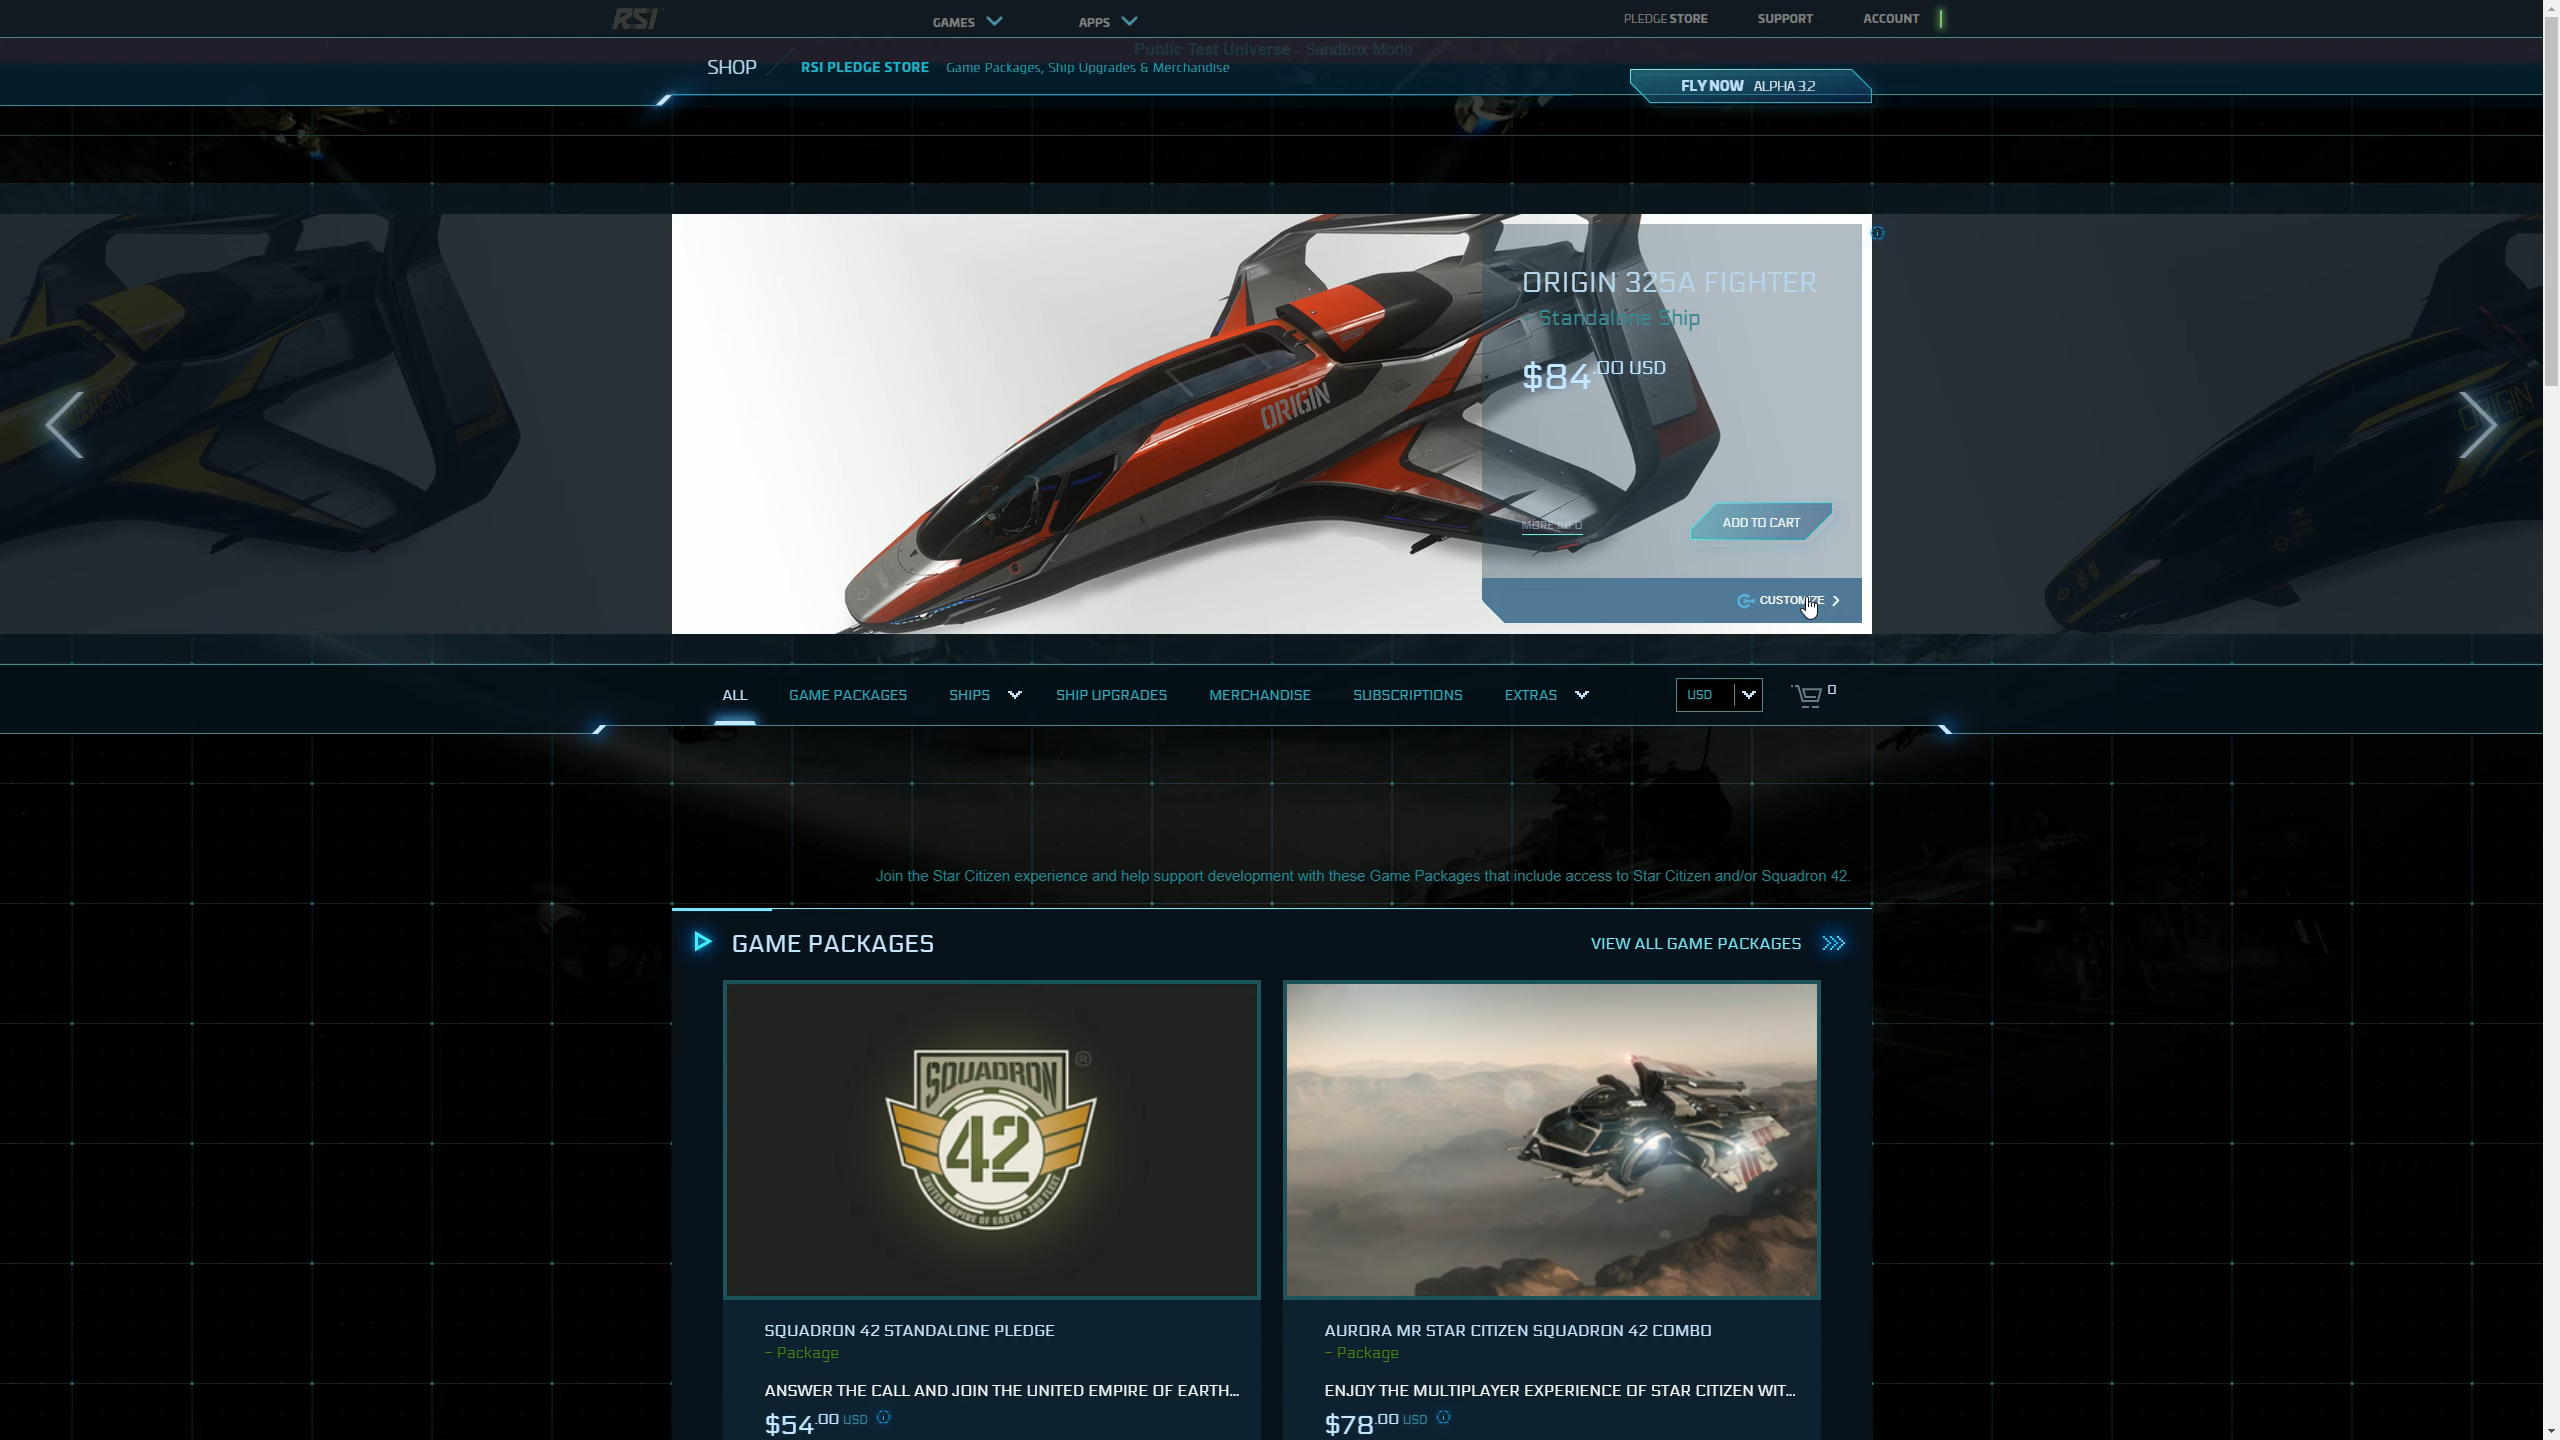 RSI
GAMES
APPS
PLEDGE STORE
SUPPORT
ACCOUNT
Public Test Universe - Sandbox Mode
SHOP
RSI PLEDGE STORE
Game Packages, Ship Upgrades & Merchandise
FLY NOW ALPHA 3.2
ORIGIN 325A FIGHTER
- Standalone Ship
$84.00 USD
ORIGIN
MORE INFO
ADD TO CART
CUSTOMIZE
ALL
GAME PACKAGES
SHIPS
SHIP UPGRADES
MERCHANDISE
SUBSCRIPTIONS
EXTRAS
USD
0
Join the Star Citizen experience and help support development with these Game Packages that include access to Star Citizen and/or Squadron 42.
GAME PACKAGES
VIEW ALL GAME PACKAGES
SQUADRON ®
42
UNITED EMPIRE OF EARTH • 2ND FLEET
SQUADRON 42 STANDALONE PLEDGE
- Package
ANSWER THE CALL AND JOIN THE UNITED EMPIRE OF EARTH...
$54.00 USD
AURORA MR STAR CITIZEN SQUADRON 42 COMBO
- Package
ENJOY THE MULTIPLAYER EXPERIENCE OF STAR CITIZEN WIT...
$78.00 USD